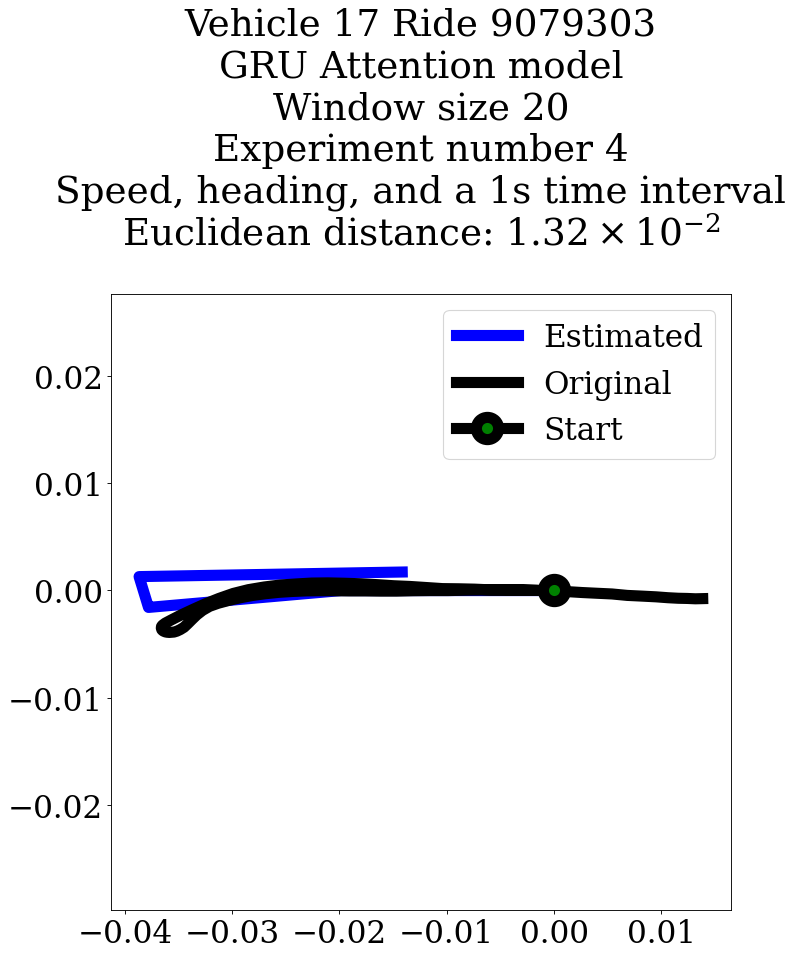 Vehicle 17 Ride 9079303
GRU Attention model
Window size 20
Experiment number 4
Speed, heading, and a 1s time interval
Euclidean distance: 1.32 × 10⁻²
Estimated
Original
Start
0.02
0.01
0.00
−0.01
−0.02
−0.04 −0.03 −0.02 −0.01 0.00 0.01